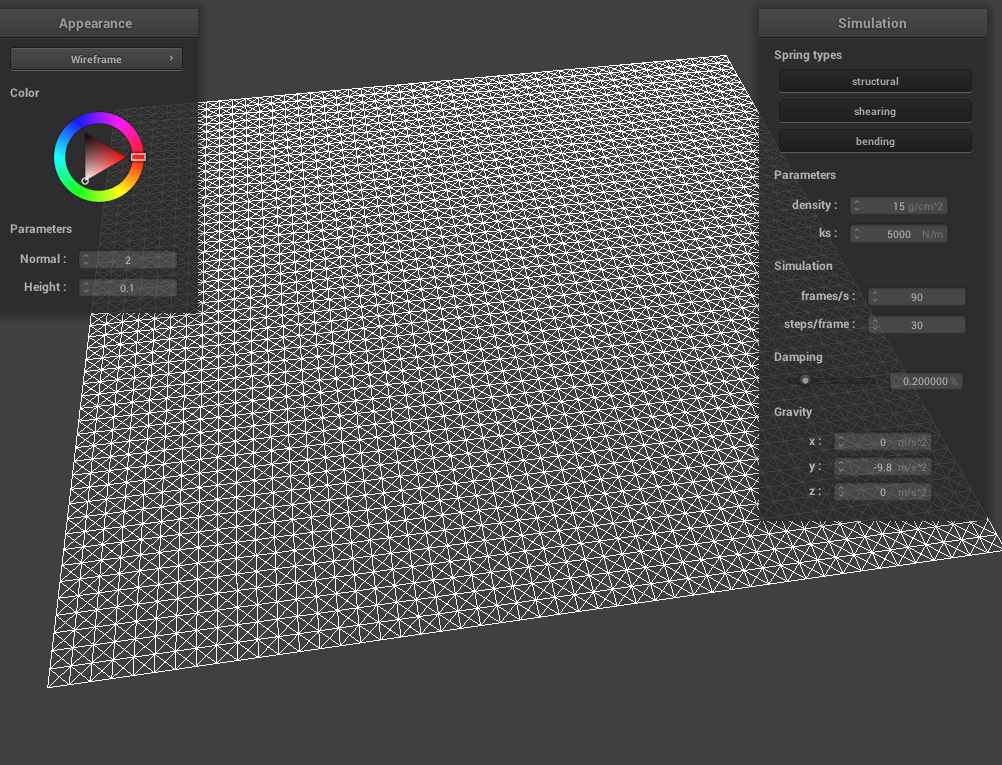 Appearance
Wireframe
Color
Parameters
Normal : 2
Height : 0.1
Simulation
Spring types
structural
shearing
bending
Parameters
density : 15 g/cm^2
ks : 5000 N/m
Simulation
frames/s : 90
steps/frame : 30
Damping
0.200000 %
Gravity
x : 0 m/s^2
y : -9.8 m/s^2
z : 0 m/s^2